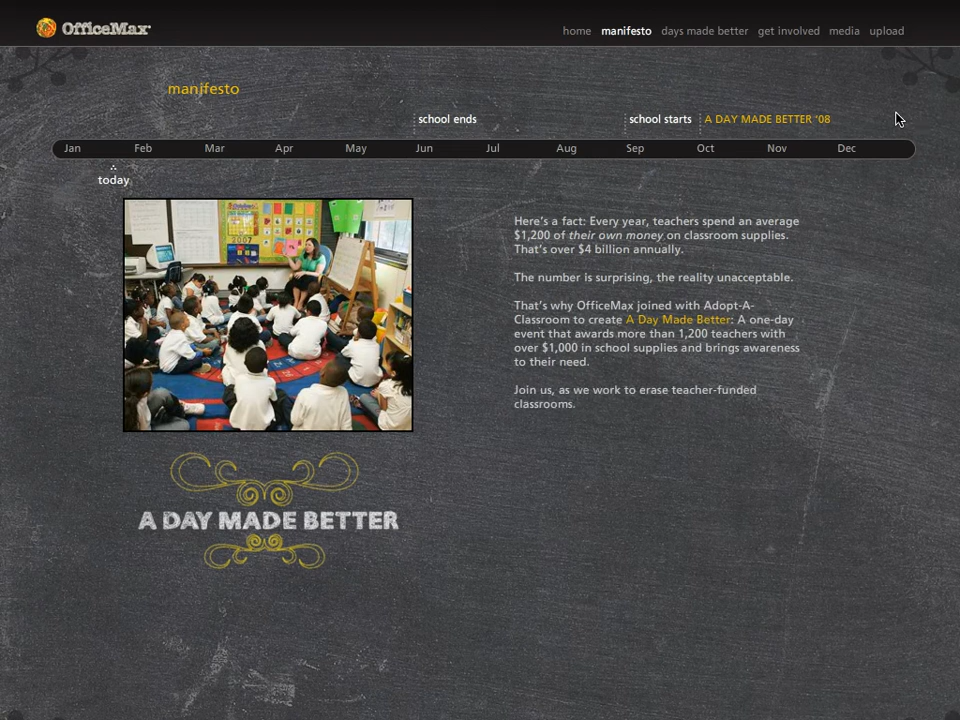 OfficeMax
home manifesto days made better get involved media upload
manifesto
school ends school starts A DAY MADE BETTER '08
Jan Feb Mar Apr May Jun Jul Aug Sep Oct Nov Dec
today
2007
Here's a fact: Every year, teachers spend an average
$1,200 of their own money on classroom supplies.
That's over $4 billion annually.
The number is surprising, the reality unacceptable.
That's why OfficeMax joined with Adopt-A-
Classroom to create A Day Made Better: A one-day
event that awards more than 1,200 teachers with
over $1,000 in school supplies and brings awareness
to their need.
Join us, as we work to erase teacher-funded
classrooms.
A DAY MADE BETTER